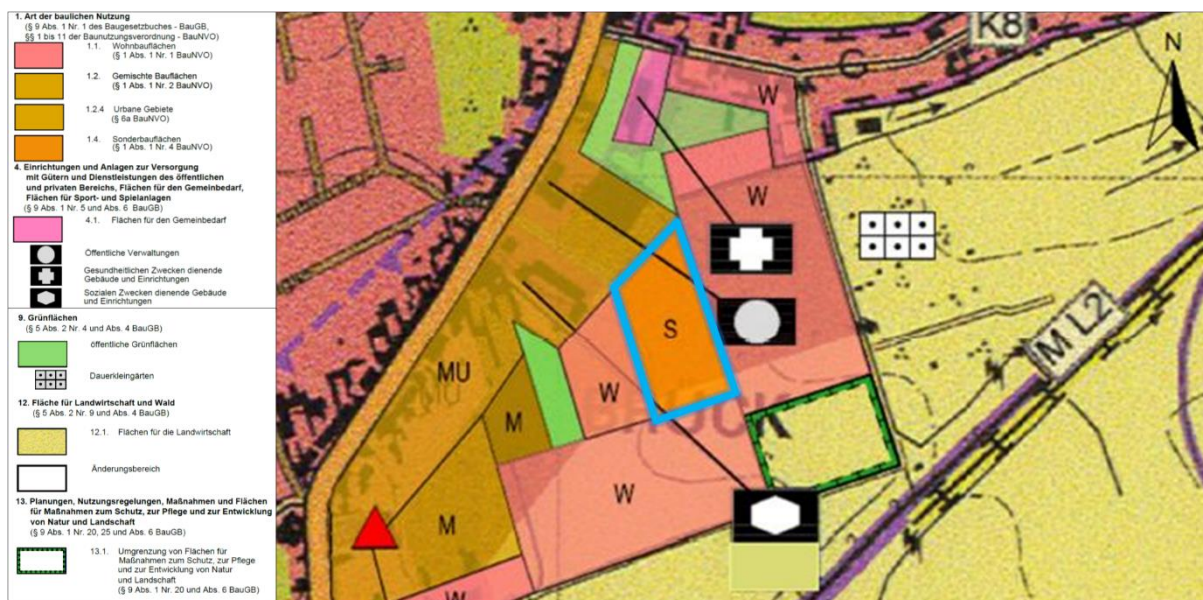 1. Art der baulichen Nutzung
(§ 9 Abs. 1 Nr. 1 des Baugesetzbuches - BauGB,
§§ 1 bis 11 der Baunutzungsverordnung - BauNVO)
1.1. Wohnbauflächen
(§ 1 Abs. 1 Nr. 1 BauNVO)
1.2. Gemischte Bauflächen
(§ 1 Abs. 1 Nr. 2 BauNVO)
1.2.4 Urbane Gebiete
(§ 6a BauNVO)
1.4. Sonderbauflächen
(§ 1 Abs. 1 Nr. 4 BauNVO)
4. Einrichtungen und Anlagen zur Versorgung
mit Gütern und Dienstleistungen des öffentlichen
und privaten Bereichs, Flächen für den Gemeinbedarf,
Flächen für Sport- und Spielanlagen
(§ 9 Abs. 1 Nr. 5 und Abs. 6 BauGB)
4.1. Flächen für den Gemeinbedarf
Öffentliche Verwaltungen
Gesundheitlichen Zwecken dienende
Gebäude und Einrichtungen
Sozialen Zwecken dienende Gebäude
und Einrichtungen
9. Grünflächen
(§ 5 Abs. 2 Nr. 4 und Abs. 4 BauGB)
öffentliche Grünflächen
Dauerkleingärten
12. Fläche für Landwirtschaft und Wald
(§ 5 Abs. 2 Nr. 9 und Abs. 4 BauGB)
12.1. Flächen für die Landwirtschaft
Änderungsbereich
13. Planungen, Nutzungsregelungen, Maßnahmen und Flächen
für Maßnahmen zum Schutz, zur Pflege und zur Entwicklung
von Natur und Landschaft
(§ 9 Abs. 1 Nr. 20, 25 und Abs. 6 BauGB)
13.1. Umgrenzung von Flächen für
Maßnahmen zum Schutz, zur Pflege
und zur Entwicklung von Natur
und Landschaft
(§ 9 Abs. 1 Nr. 20 und Abs. 6 BauGB)
K8
G
N
W
W
S
M L2
MU
MU
W
M
W
M
W